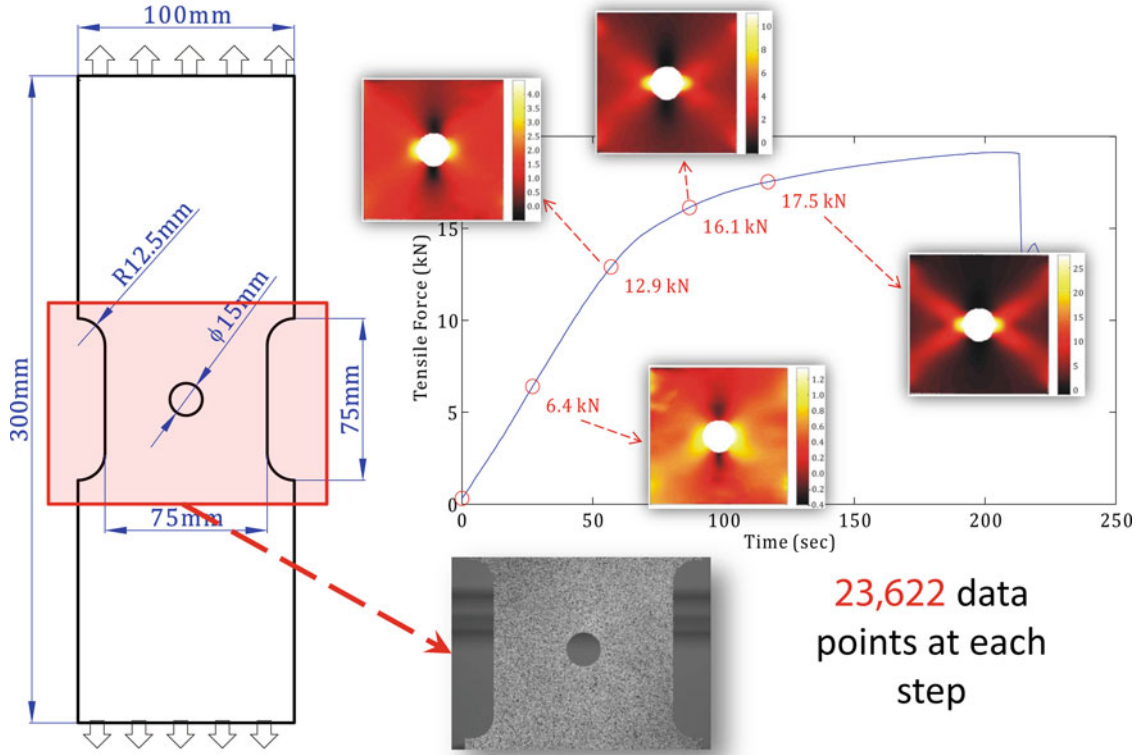 100mm
300mm
R12.5mm
ϕ15mm
75mm
75mm
4.0
3.5
3.0
2.5
2.0
1.5
1.0
0.5
0.0
10
8
6
4
2
0
25
20
15
10
5
0
1.2
1.0
0.8
0.6
0.4
0.2
0.0
0.2
0.4
17.5 kN
16.1 kN
12.9 kN
6.4 kN
Tensile Force (kN)
15
10
5
0
0
50
100
150
200
250
Time (sec)
23,622 data
points at each
step